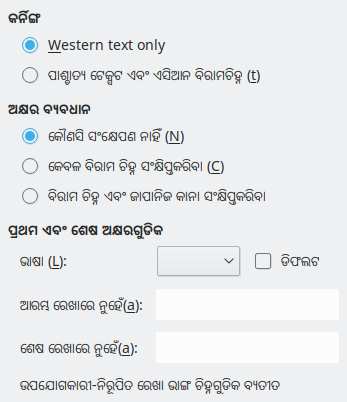 କର୍ନିଙ୍ଗ
Western text only
ପାଶ୍ଚାତ୍ୟ ଟେକ୍ସଟ ଏବଂ ଏସିଆନ ବିରାମଚିହ୍ନ (t)
ଅକ୍ଷର ବ୍ୟବଧାନ
କୌଣସି ସଂକ୍ଷେପଣ ନାହିଁ (N)
କେବଳ ବିରାମ ଚିହ୍ନ ସଂକ୍ଷିପ୍ତକରିବା (C)
ବିରାମ ଚିହ୍ନ ଏବଂ ଜାପାନିଜ କାନା ସଂକ୍ଷିପ୍ତକରିବା
ପ୍ରଥମ ଏବଂ ଶେଷ ଅକ୍ଷରଗୁଡିକ
ଭାଷା (L): ଡିଫଲଟ
ଆରମ୍ଭ ରେଖାରେ ନୁହେଁ(a):
ଶେଷ ରେଖାରେ ନୁହେଁ(a):
ଉପଯୋଗକାରୀ-ନିରୂପିତ ରେଖା ଭାଙ୍ଗ ଚିହ୍ନଗୁଡିକ ବ୍ୟତୀତ